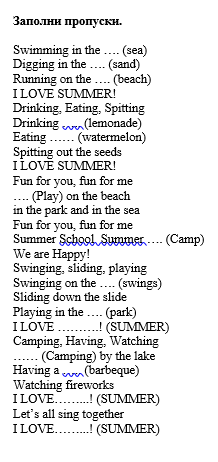 Заполни пропуски.
Swimming in the …. (sea)
Digging in the …. (sand)
Running on the …. (beach)
I LOVE SUMMER!
Drinking, Eating, Spitting
Drinking ….(lemonade)
Eating …… (watermelon)
Spitting out the seeds
I LOVE SUMMER!
Fun for you, fun for me
…. (Play) on the beach
in the park and in the sea
Fun for you, fun for me
Summer School, Summer…. (Camp)
We are Happy!
Swinging, sliding, playing
Swinging on the …. (swings)
Sliding down the slide
Playing in the …. (park)
I LOVE ……….! (SUMMER)
Camping, Having, Watching
…… (Camping) by the lake
Having a ….(barbeque)
Watching fireworks
I LOVE……...! (SUMMER)
Let’s all sing together
I LOVE……...! (SUMMER)